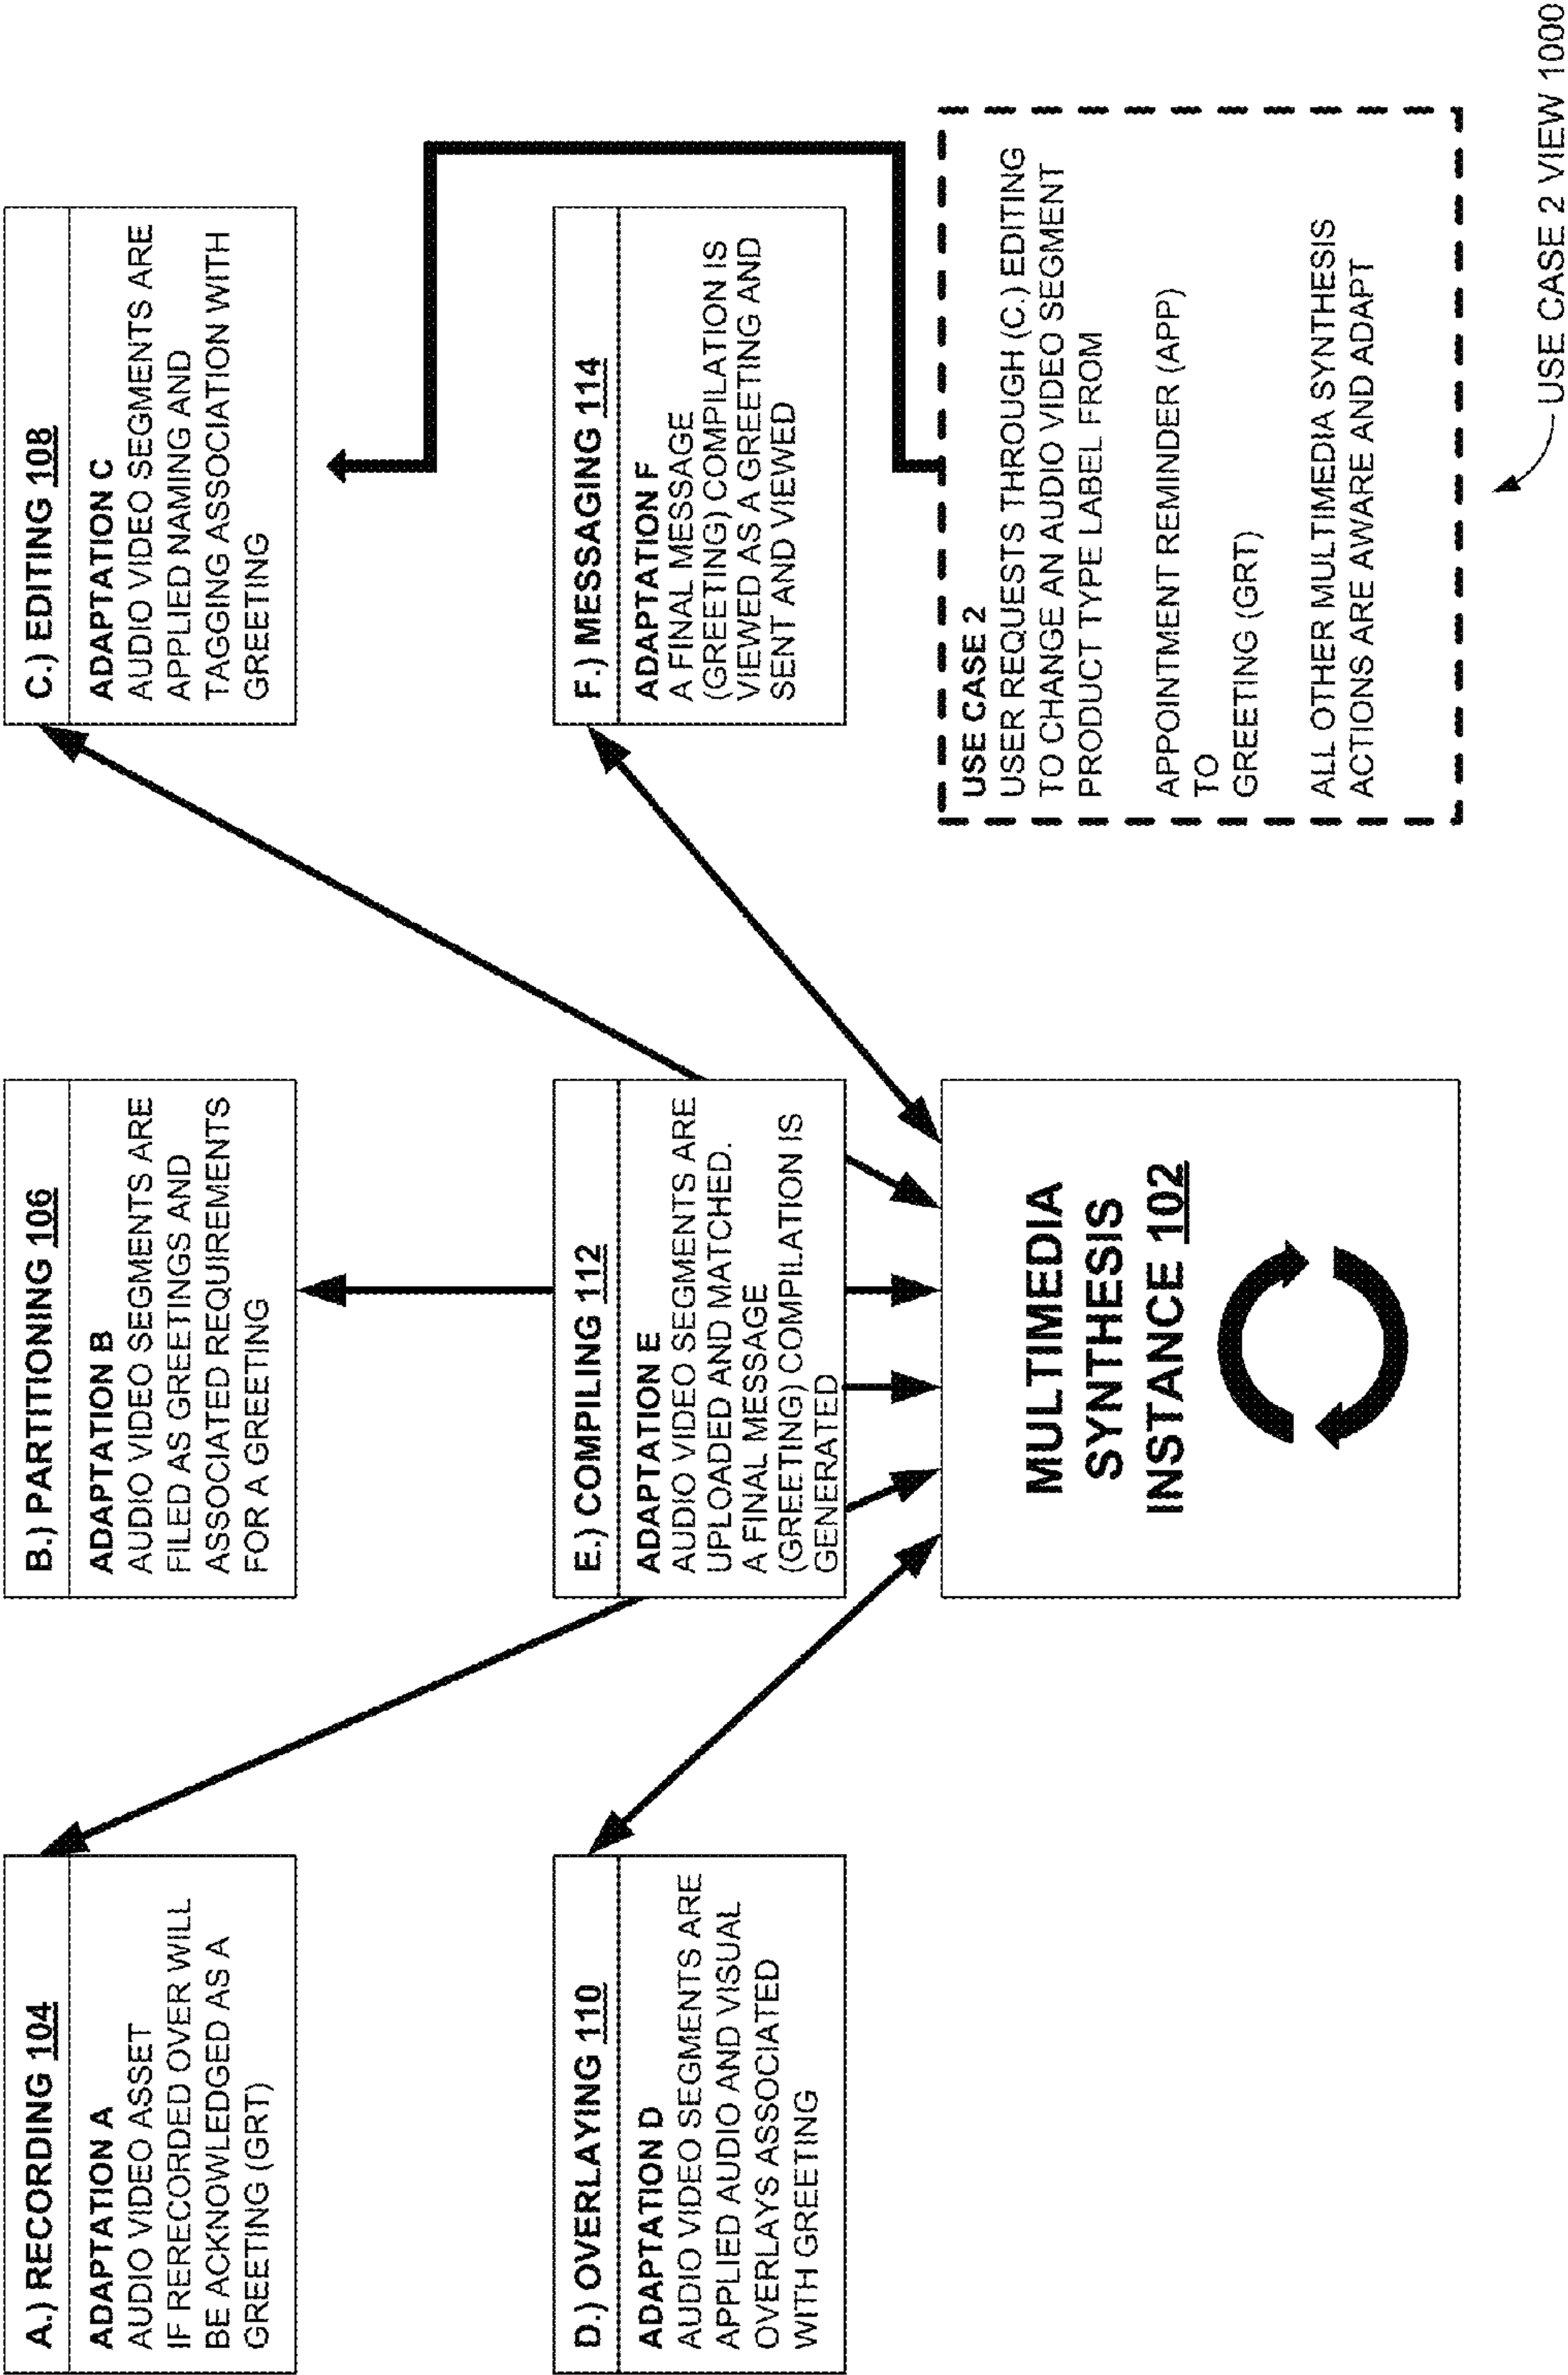 A.) RECORDING 104
ADAPTATION A
AUDIO VIDEO ASSET
IF RERECORDED OVER WILL
BE ACKNOWLEDGED AS A
GREETING (GRT)
B.) PARTITIONING 106
ADAPTATION B
AUDIO VIDEO SEGMENTS ARE
FILED AS GREETINGS AND
ASSOCIATED REQUIREMENTS
FOR A GREETING
C.) EDITING 108
ADAPTATION C
AUDIO VIDEO SEGMENTS ARE
APPLIED NAMING AND
TAGGING ASSOCIATION WITH
GREETING
D.) OVERLAYING 110
ADAPTATION D
AUDIO VIDEO SEGMENTS ARE
APPLIED AUDIO AND VISUAL
OVERLAYS ASSOCIATED
WITH GREETING
E.) COMPILING 112
ADAPTATION E
AUDIO VIDEO SEGMENTS ARE
UPLOADED AND MATCHED.
A FINAL MESSAGE
(GREETING) COMPILATION IS
GENERATED
F.) MESSAGING 114
ADAPTATION F
A FINAL MESSAGE
(GREETING) COMPILATION IS
VIEWED AS A GREETING AND
SENT AND VIEWED
MULTIMEDIA
SYNTHESIS
INSTANCE 102
USE CASE 2
USER REQUESTS THROUGH (C.) EDITING
TO CHANGE AN AUDIO VIDEO SEGMENT
PRODUCT TYPE LABEL FROM
APPOINTMENT REMINDER (APP)
TO
GREETING (GRT)
ALL OTHER MULTIMEDIA SYNTHESIS
ACTIONS ARE AWARE AND ADAPT
USE CASE 2 VIEW 1000